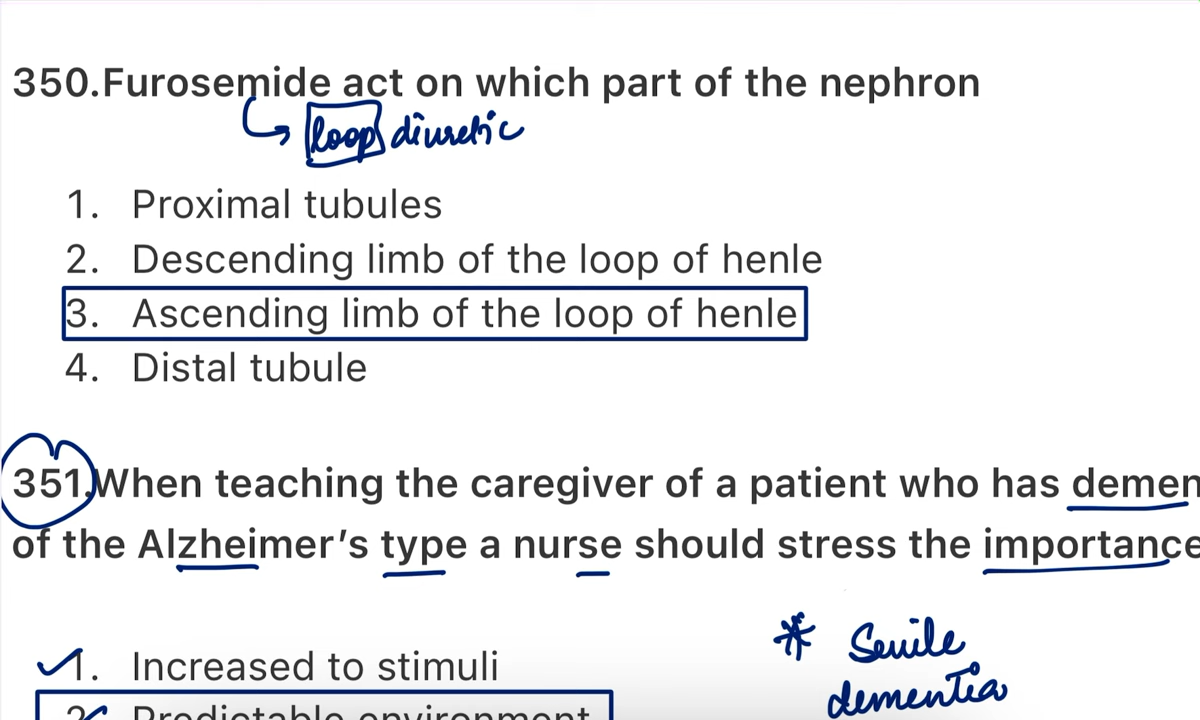 350.Furosemide act on which part of the nephron
loop diuretic
1. Proximal tubules
2. Descending limb of the loop of henle
3. Ascending limb of the loop of henle
4. Distal tubule
351.When teaching the caregiver of a patient who has demen
of the Alzheimer's type a nurse should stress the importance
1. Increased to stimuli
* Senile
dementia
2. Predictable environment